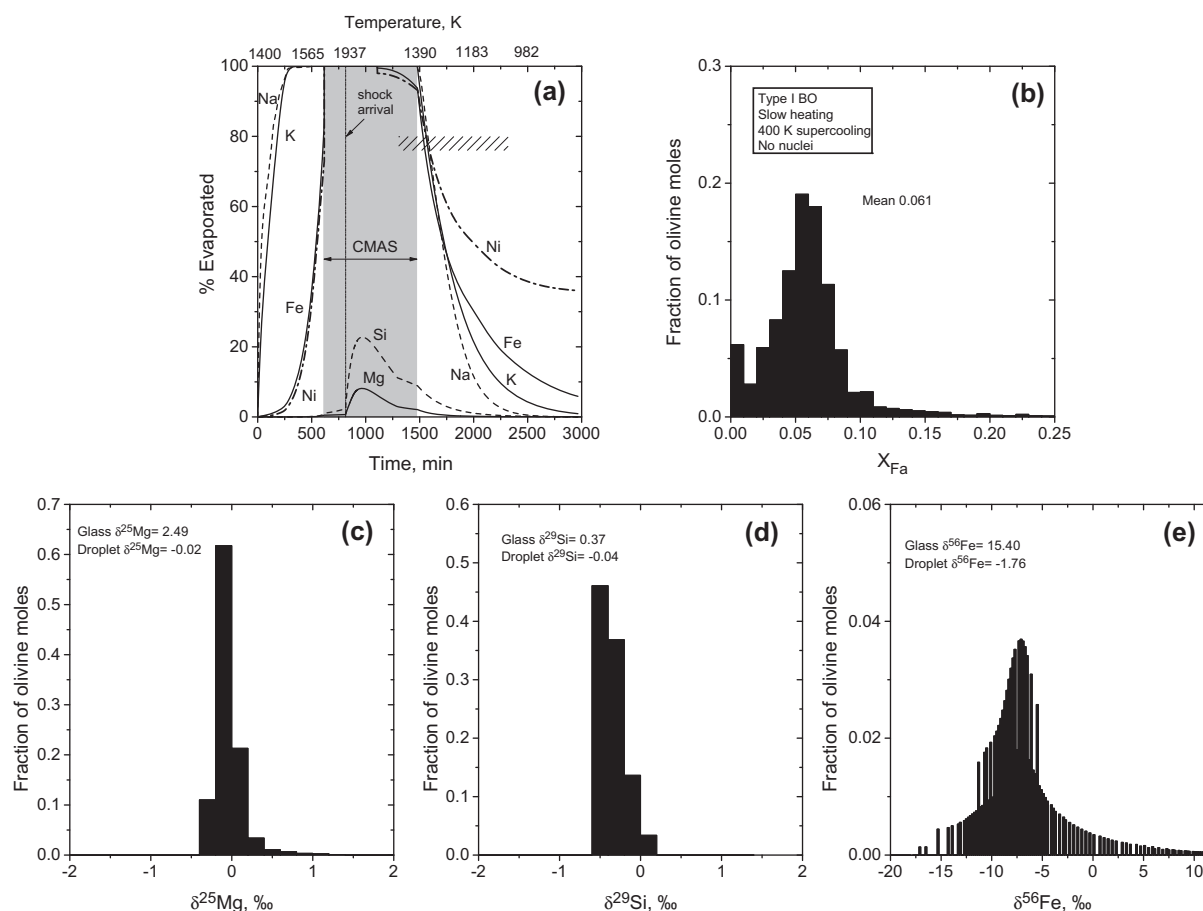 Temperature, K
1400 1565 1937 1390 1183 982
100
80
60
40
20
0
% Evaporated
(a)
Na
K
shock
arrival
CMAS
Ni
Fe
Si
Mg
Ni
Na
Fe
K
0 500 1000 1500 2000 2500 3000
Time, min
0.3
0.2
0.1
0.0
Fraction of olivine moles
(b)
Type I BO
Slow heating
400 K supercooling
No nuclei
Mean 0.061
0.00 0.05 0.10 0.15 0.20 0.25
X_Fa
0.7
0.6
0.5
0.4
0.3
0.2
0.1
0.0
Fraction of olivine moles
(c)
Glass δ²⁵Mg= 2.49
Droplet δ²⁵Mg= -0.02
-2 -1 0 1 2
δ²⁵Mg, ‰
0.6
0.5
0.4
0.3
0.2
0.1
0.0
Fraction of olivine moles
(d)
Glass δ²⁹Si= 0.37
Droplet δ²⁹Si= -0.04
-2 -1 0 1 2
δ²⁹Si, ‰
0.06
0.04
0.02
0.00
Fraction of olivine moles
(e)
Glass δ⁵⁶Fe= 15.40
Droplet δ⁵⁶Fe= -1.76
-20 -15 -10 -5 0 5 10
δ⁵⁶Fe, ‰